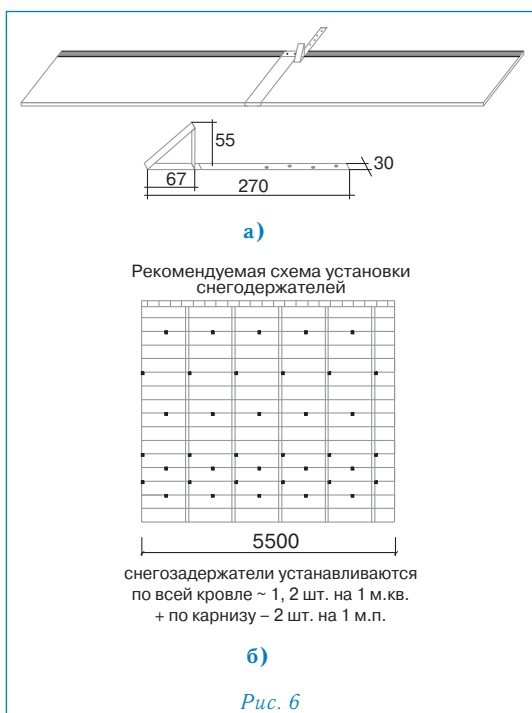 55
30
67
270
а)
Рекомендуемая схема установки
снегодержателей
5500
снегозадержатели устанавливаются
по всей кровле ~ 1, 2 шт. на 1 м.кв.
+ по карнизу – 2 шт. на 1 м.п.
б)
Рис. 6